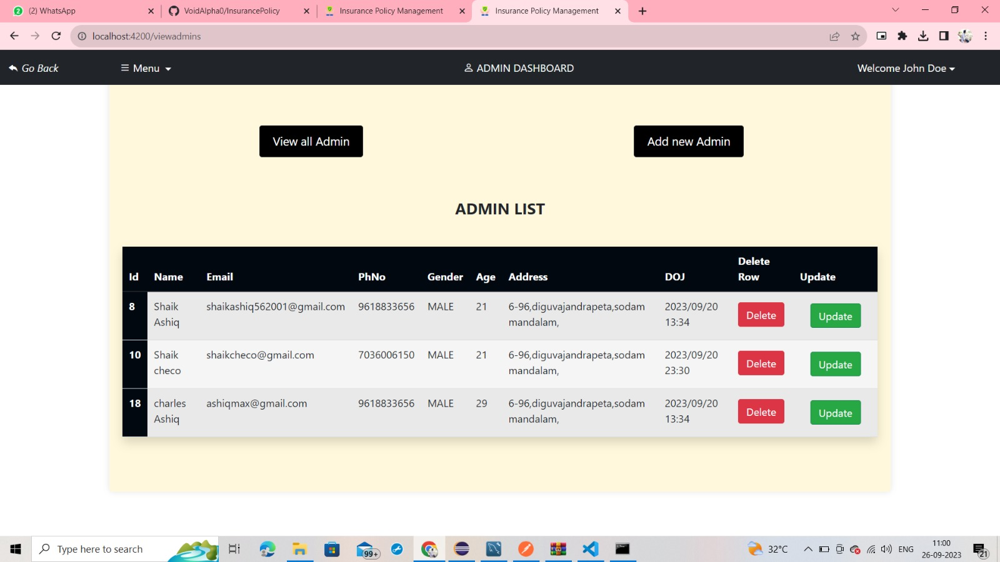 (2) WhatsApp
VoidAlpha0/InsurancePolicy
Insurance Policy Management
Insurance Policy Management
localhost:4200/viewadmins
Go Back
Menu
ADMIN DASHBOARD
Welcome John Doe
View all Admin
Add new Admin
ADMIN LIST
Id Name Email PhNo Gender Age Address DOJ Delete Row Update
8 Shaik Ashiq shaikashiq562001@gmail.com 9618833656 MALE 21 6-96,diguvajandrapeta,sodam mandalam, 2023/09/20 13:34 Delete Update
10 Shaik checo shaikcheco@gmail.com 7036006150 MALE 21 6-96,diguvajandrapeta,sodam mandalam, 2023/09/20 23:30 Delete Update
18 charles Ashiq ashiqmax@gmail.com 9618833656 MALE 29 6-96,diguvajandrapeta,sodam mandalam, 2023/09/20 13:34 Delete Update
Type here to search
99+
32°C
ENG
11:00
26-09-2023
21